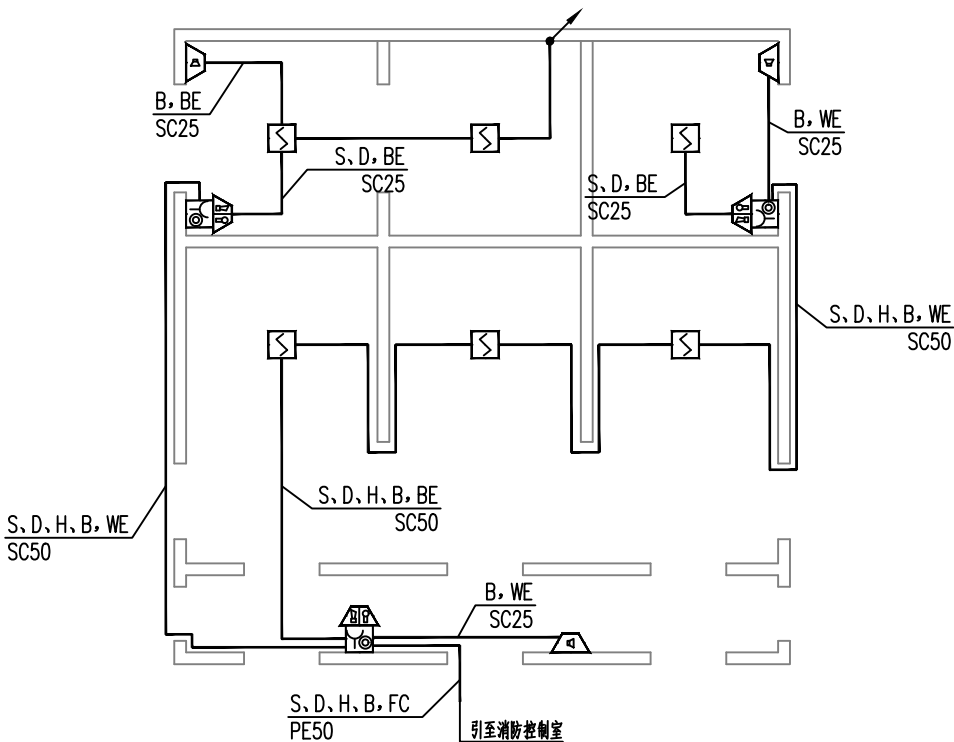 B,BE
SC25
B,WE
SC25
S、D,BE
SC25
S、D,BE
SC25
S、D、H、B,WE
SC50
S、D、H、B,BE
SC50
S、D、H、B,WE
SC50
B,WE
SC25
S、D、H、B,FC
PE50
引至消防控制室